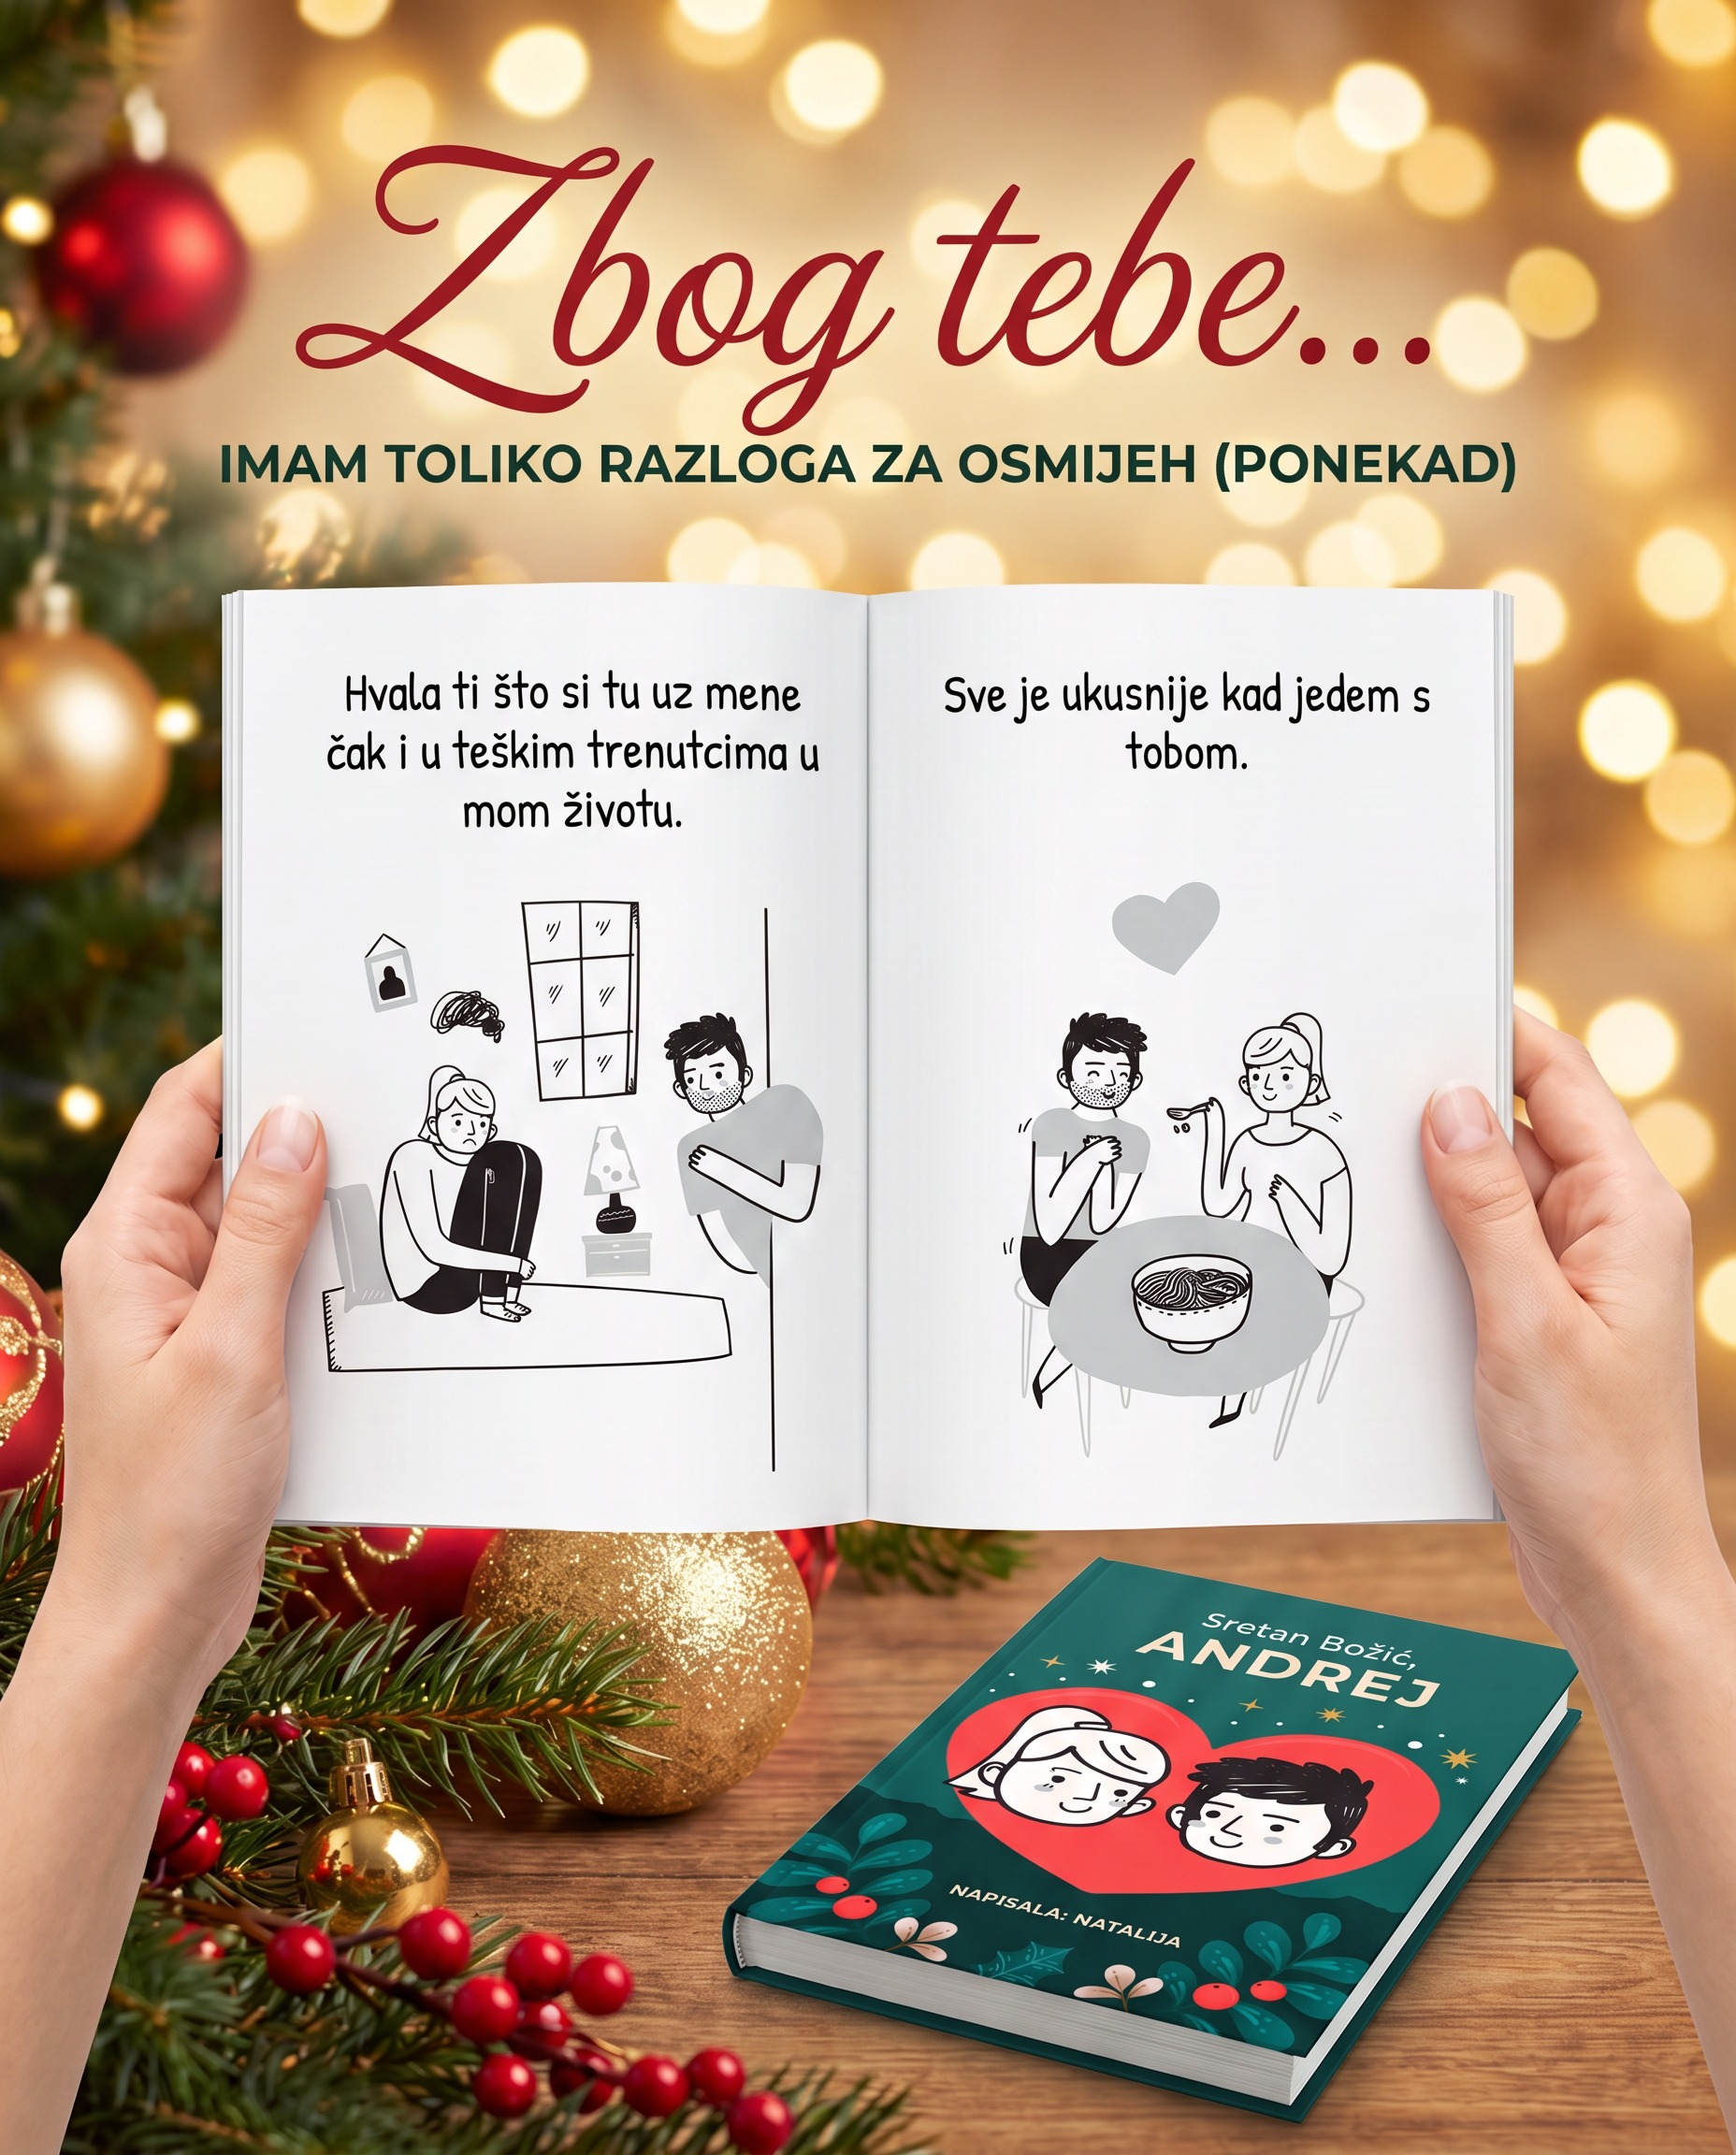 Zbog tebe...
IMAM TOLIKO RAZLOGA ZA OSMIJEH (PONEKAD)
Hvala ti što si tu uz mene
čak i u teškim trenutcima u
mom životu.
Sve je ukusnije kad jedem s
tobom.
Sretan Božić,
ANDREJ
NAPISALA: NATALIJA